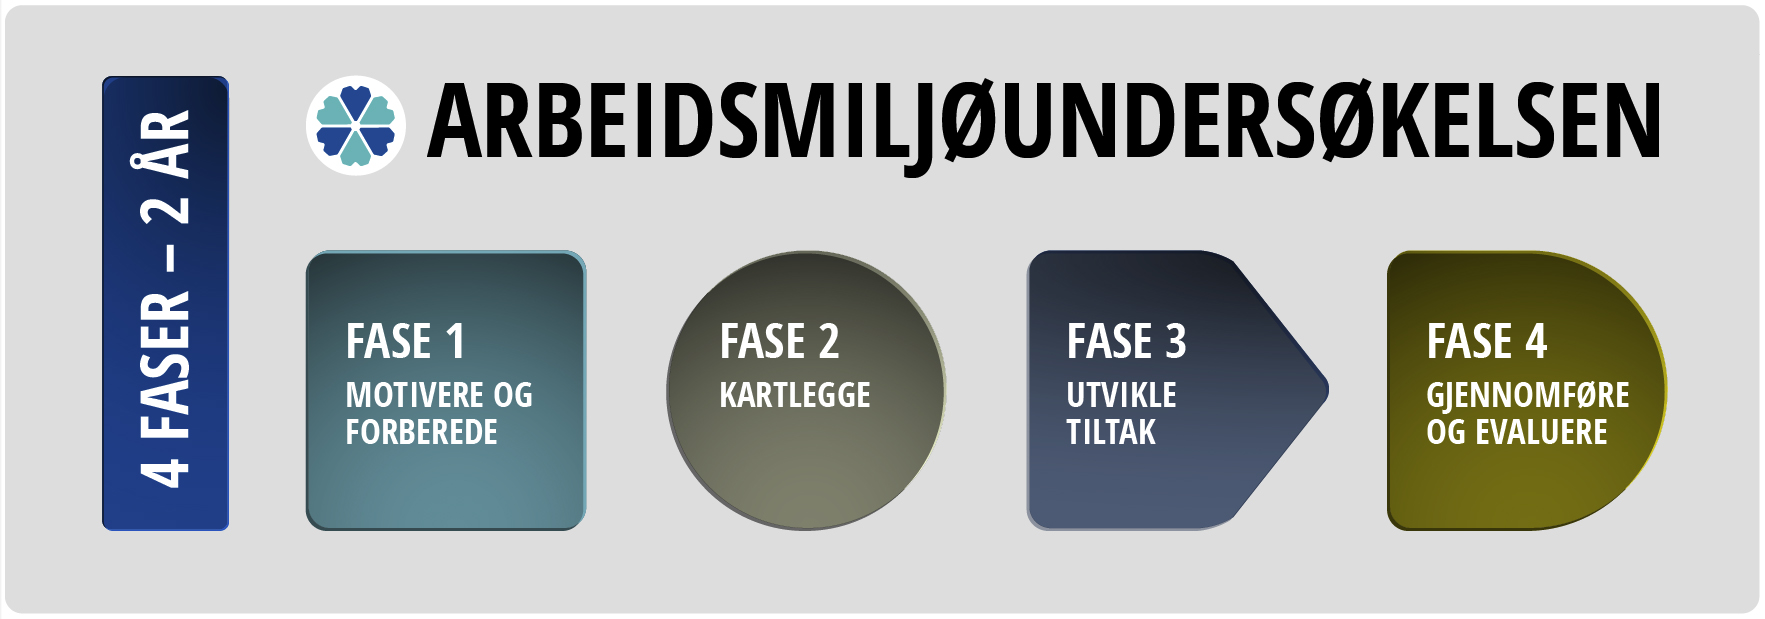 4 FASER – 2 ÅR
ARBEIDSMILJØUNDERSØKELSEN
FASE 1
MOTIVERE OG
FORBEREDE
FASE 2
KARTLEGGE
FASE 3
UTVIKLE
TILTAK
FASE 4
GJENNOMFØRE
OG EVALUERE